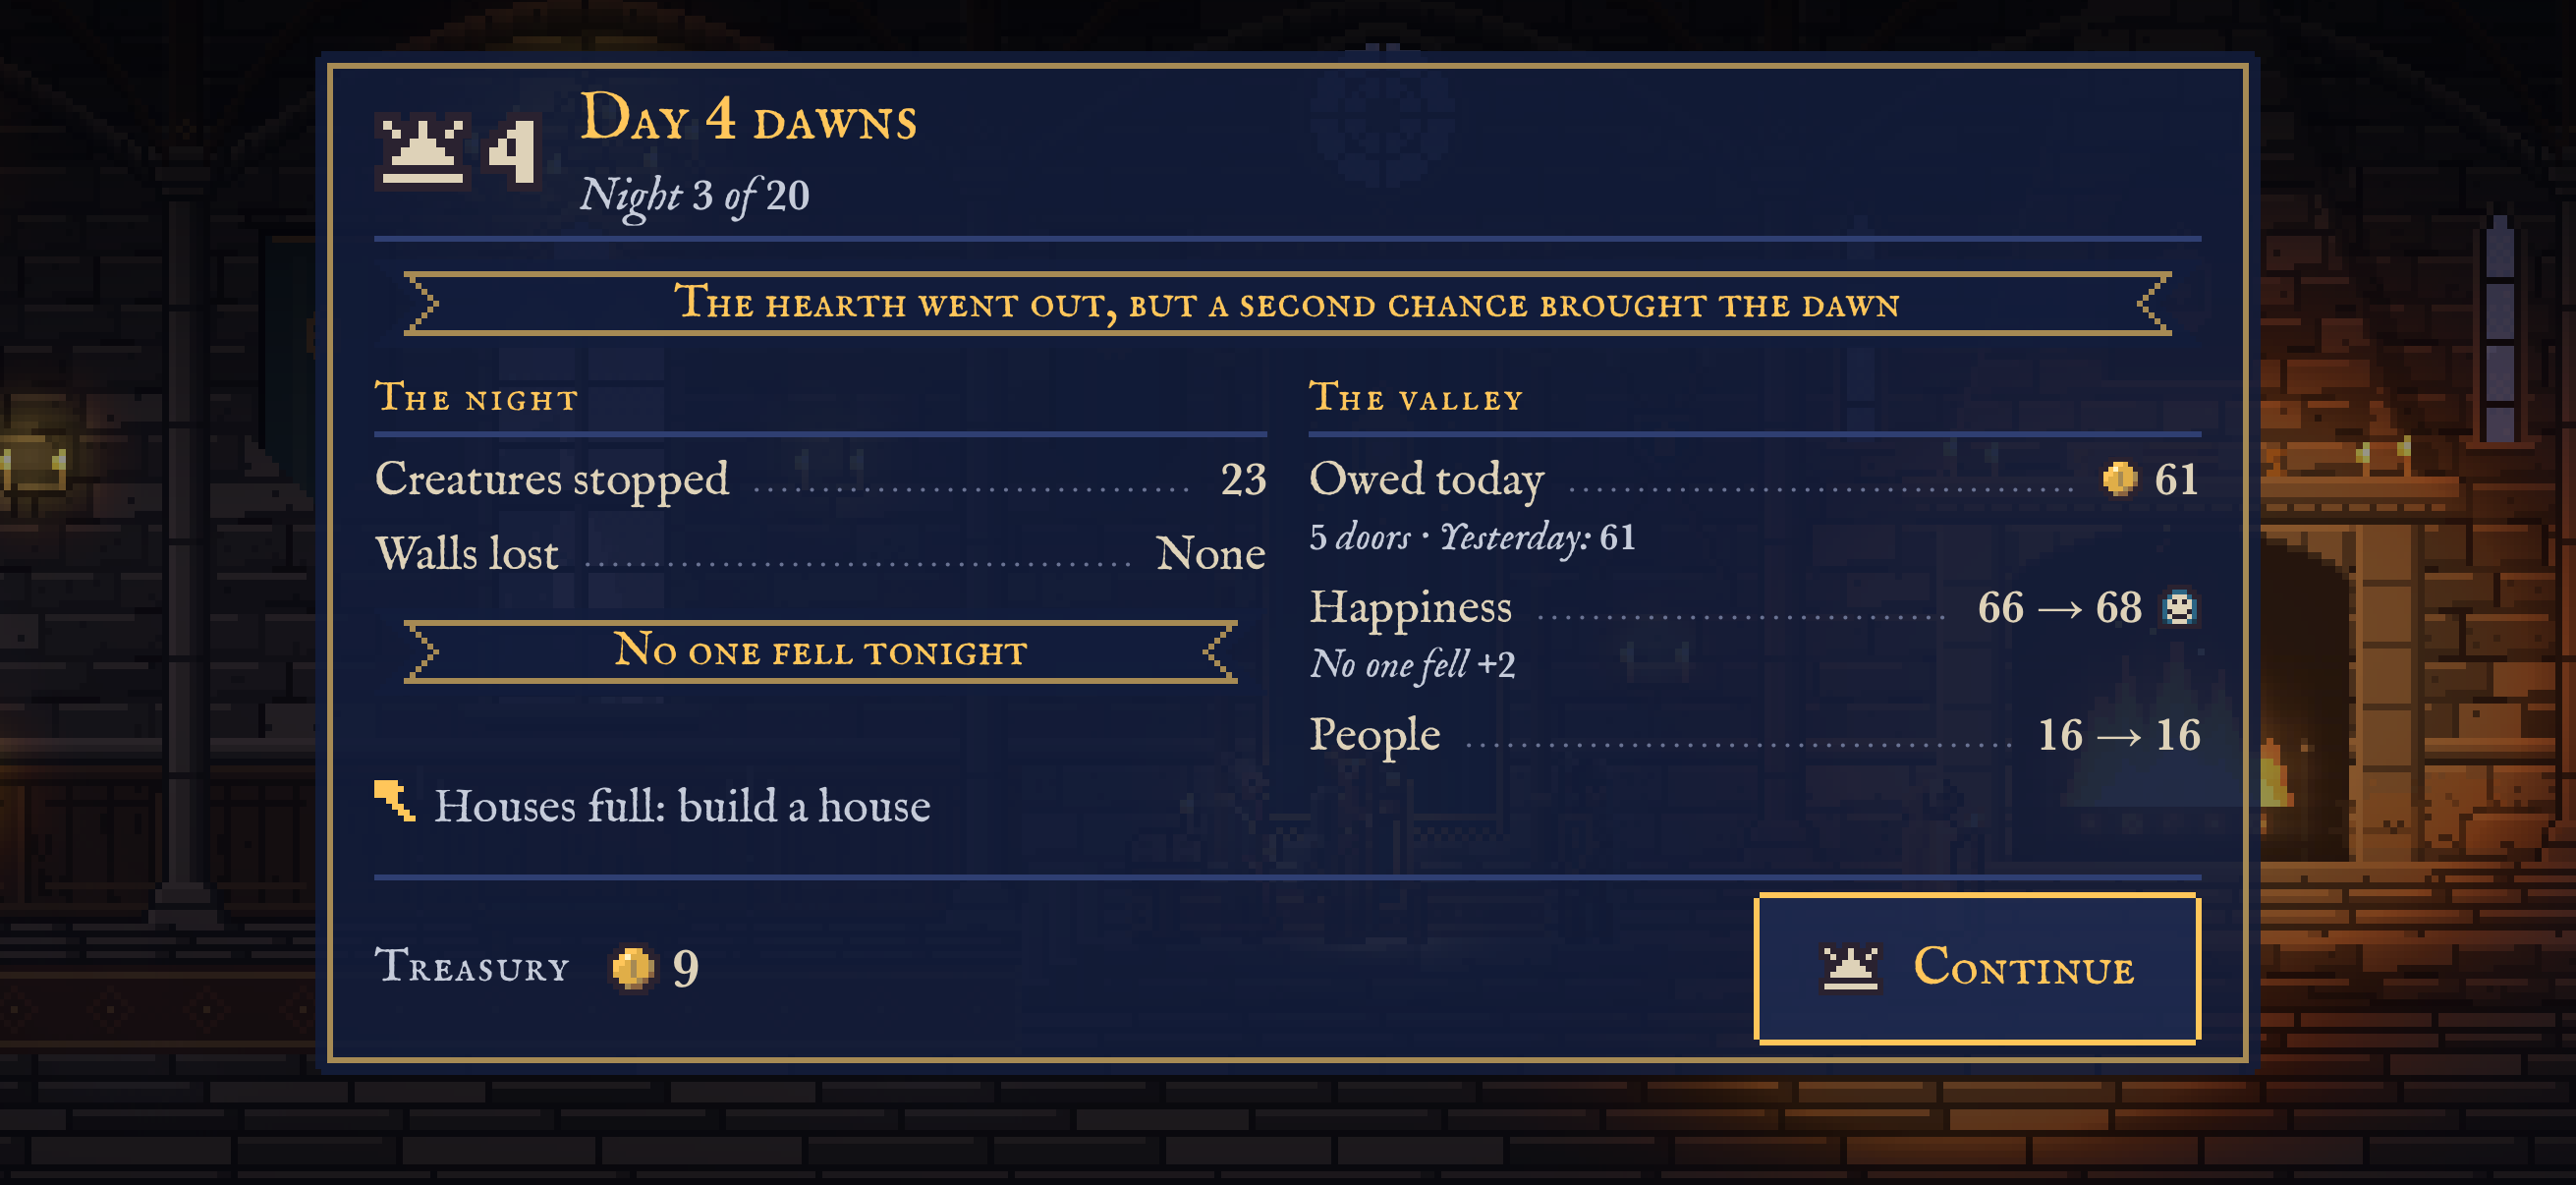 4
Day 4 dawns
Night 3 of 20
The hearth went out, but a second chance brought the dawn
The night
Creatures stopped 23
Walls lost None
No one fell tonight
Houses full: build a house
The valley
Owed today 61
5 doors · Yesterday: 61
Happiness 66 → 68
No one fell +2
People 16 → 16
Treasury 9
Continue